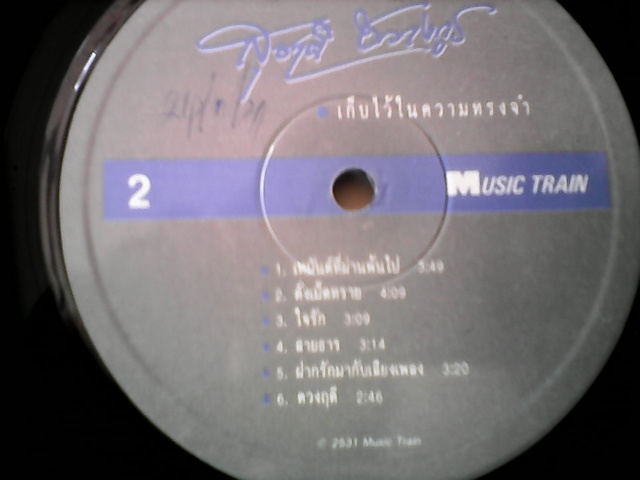 เก็บไว้ในความทรงจำ
2 MUSIC TRAIN
1. เหมันต์ที่ผ่านพ้นไป 3:49
2. ดั่งเม็ดทราย 4:09
3. ใจรัก 3:09
4. สายธาร 3:14
5. ฝากรักมากับเสียงเพลง 3:20
6. ดวงฤดี 2:46
© 2531 Music Train